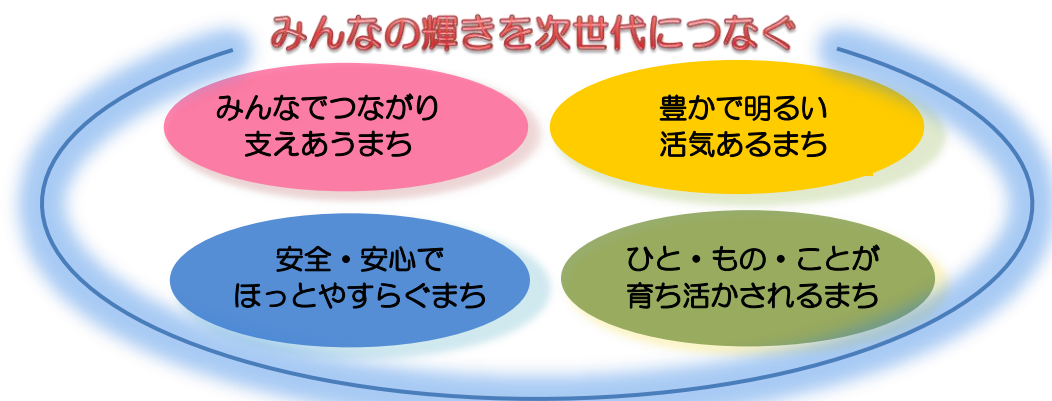 みんなの輝きを次世代につなぐ
みんなでつながり
支えあうまち
豊かで明るい
活気あるまち
安全・安心で
ほっとやすらぐまち
ひと・もの・ことが
育ち活かされるまち